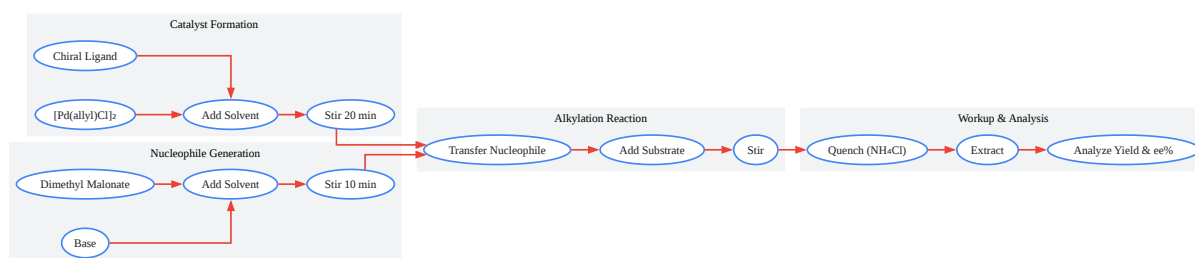 Catalyst Formation
Chiral Ligand
[Pd(allyl)Cl]₂
Add Solvent
Stir 20 min
Nucleophile Generation
Dimethyl Malonate
Add Solvent
Stir 10 min
Base
Alkylation Reaction
Transfer Nucleophile
Add Substrate
Stir
Workup & Analysis
Quench (NH₄Cl)
Extract
Analyze Yield & ee%